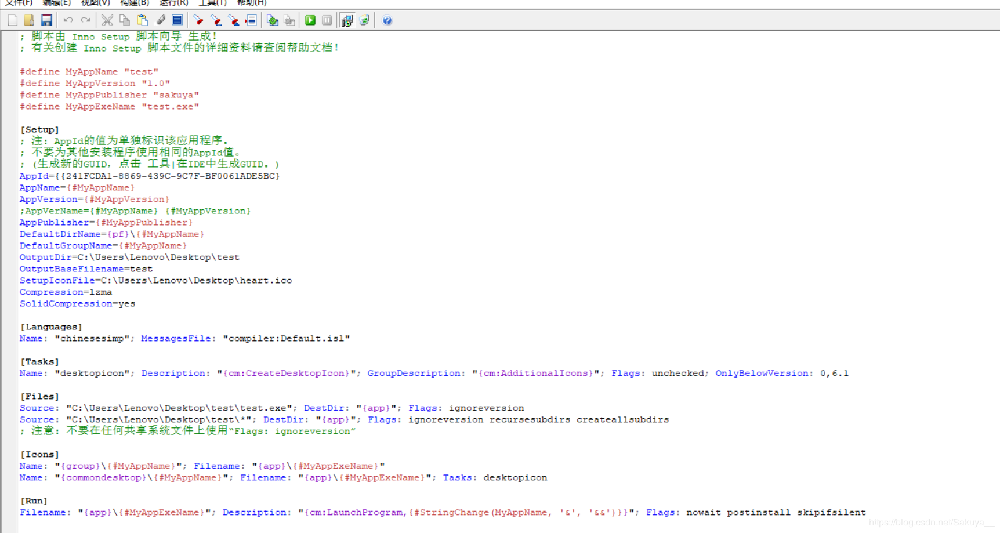 文件(F) 编辑(E) 视图(V) 构建(B) 运行(R) 工具(T) 帮助(H)
; 脚本由 Inno Setup 脚本向导 生成！
; 有关创建 Inno Setup 脚本文件的详细资料请查阅帮助文档！
#define MyAppName "test"
#define MyAppVersion "1.0"
#define MyAppPublisher "sakuya"
#define MyAppExeName "test.exe"
[Setup]
; 注: AppId的值为单独标识该应用程序。
; 不要为其他安装程序使用相同的AppId值。
; (生成新的GUID，点击 工具|在IDE中生成GUID。)
AppId={{241FCDA1-8869-439C-9C7F-BF0061ADE5BC}
AppName={#MyAppName}
AppVersion={#MyAppVersion}
;AppVerName={#MyAppName} {#MyAppVersion}
AppPublisher={#MyAppPublisher}
DefaultDirName={pf}\{#MyAppName}
DefaultGroupName={#MyAppName}
OutputDir=C:\Users\Lenovo\Desktop\test
OutputBaseFilename=test
SetupIconFile=C:\Users\Lenovo\Desktop\heart.ico
Compression=lzma
SolidCompression=yes
[Languages]
Name: "chinesesimp"; MessagesFile: "compiler:Default.isl"
[Tasks]
Name: "desktopicon"; Description: "{cm:CreateDesktopIcon}"; GroupDescription: "{cm:AdditionalIcons}"; Flags: unchecked; OnlyBelowVersion: 0,6.1
[Files]
Source: "C:\Users\Lenovo\Desktop\test\test.exe"; DestDir: "{app}"; Flags: ignoreversion
Source: "C:\Users\Lenovo\Desktop\test\*"; DestDir: "{app}"; Flags: ignoreversion recursesubdirs createallsubdirs
; 注意: 不要在任何共享系统文件上使用“Flags: ignoreversion”
[Icons]
Name: "{group}\{#MyAppName}"; Filename: "{app}\{#MyAppExeName}"
Name: "{commondesktop}\{#MyAppName}"; Filename: "{app}\{#MyAppExeName}"; Tasks: desktopicon
[Run]
Filename: "{app}\{#MyAppExeName}"; Description: "{cm:LaunchProgram,{#StringChange(MyAppName, '&', '&&')}}"; Flags: nowait postinstall skipifsilent
https://blog.csdn.net/Sakuya__